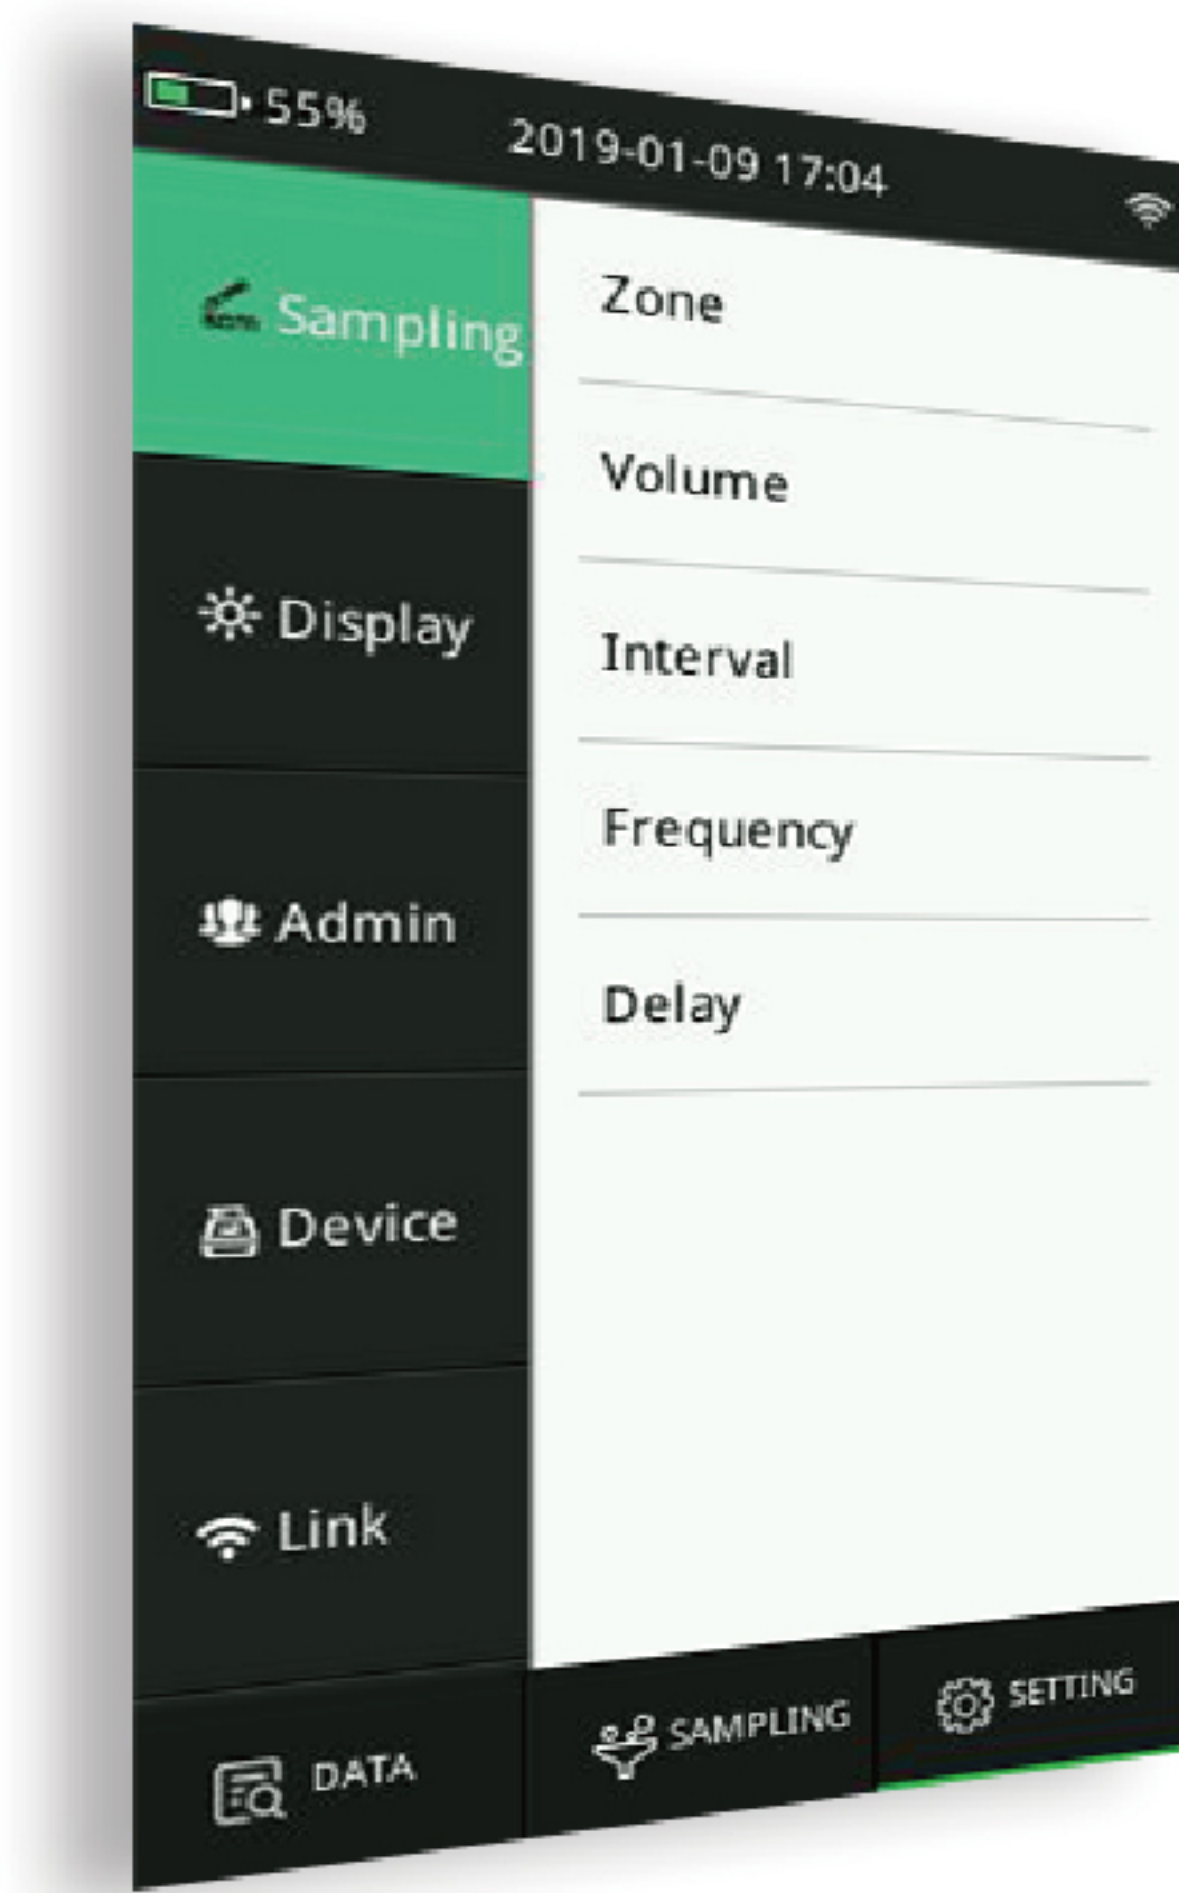 55% 2019-01-09 17:04
Sampling
Display
Admin
Device
Link
Zone
Volume
Interval
Frequency
Delay
DATA SAMPLING SETTING